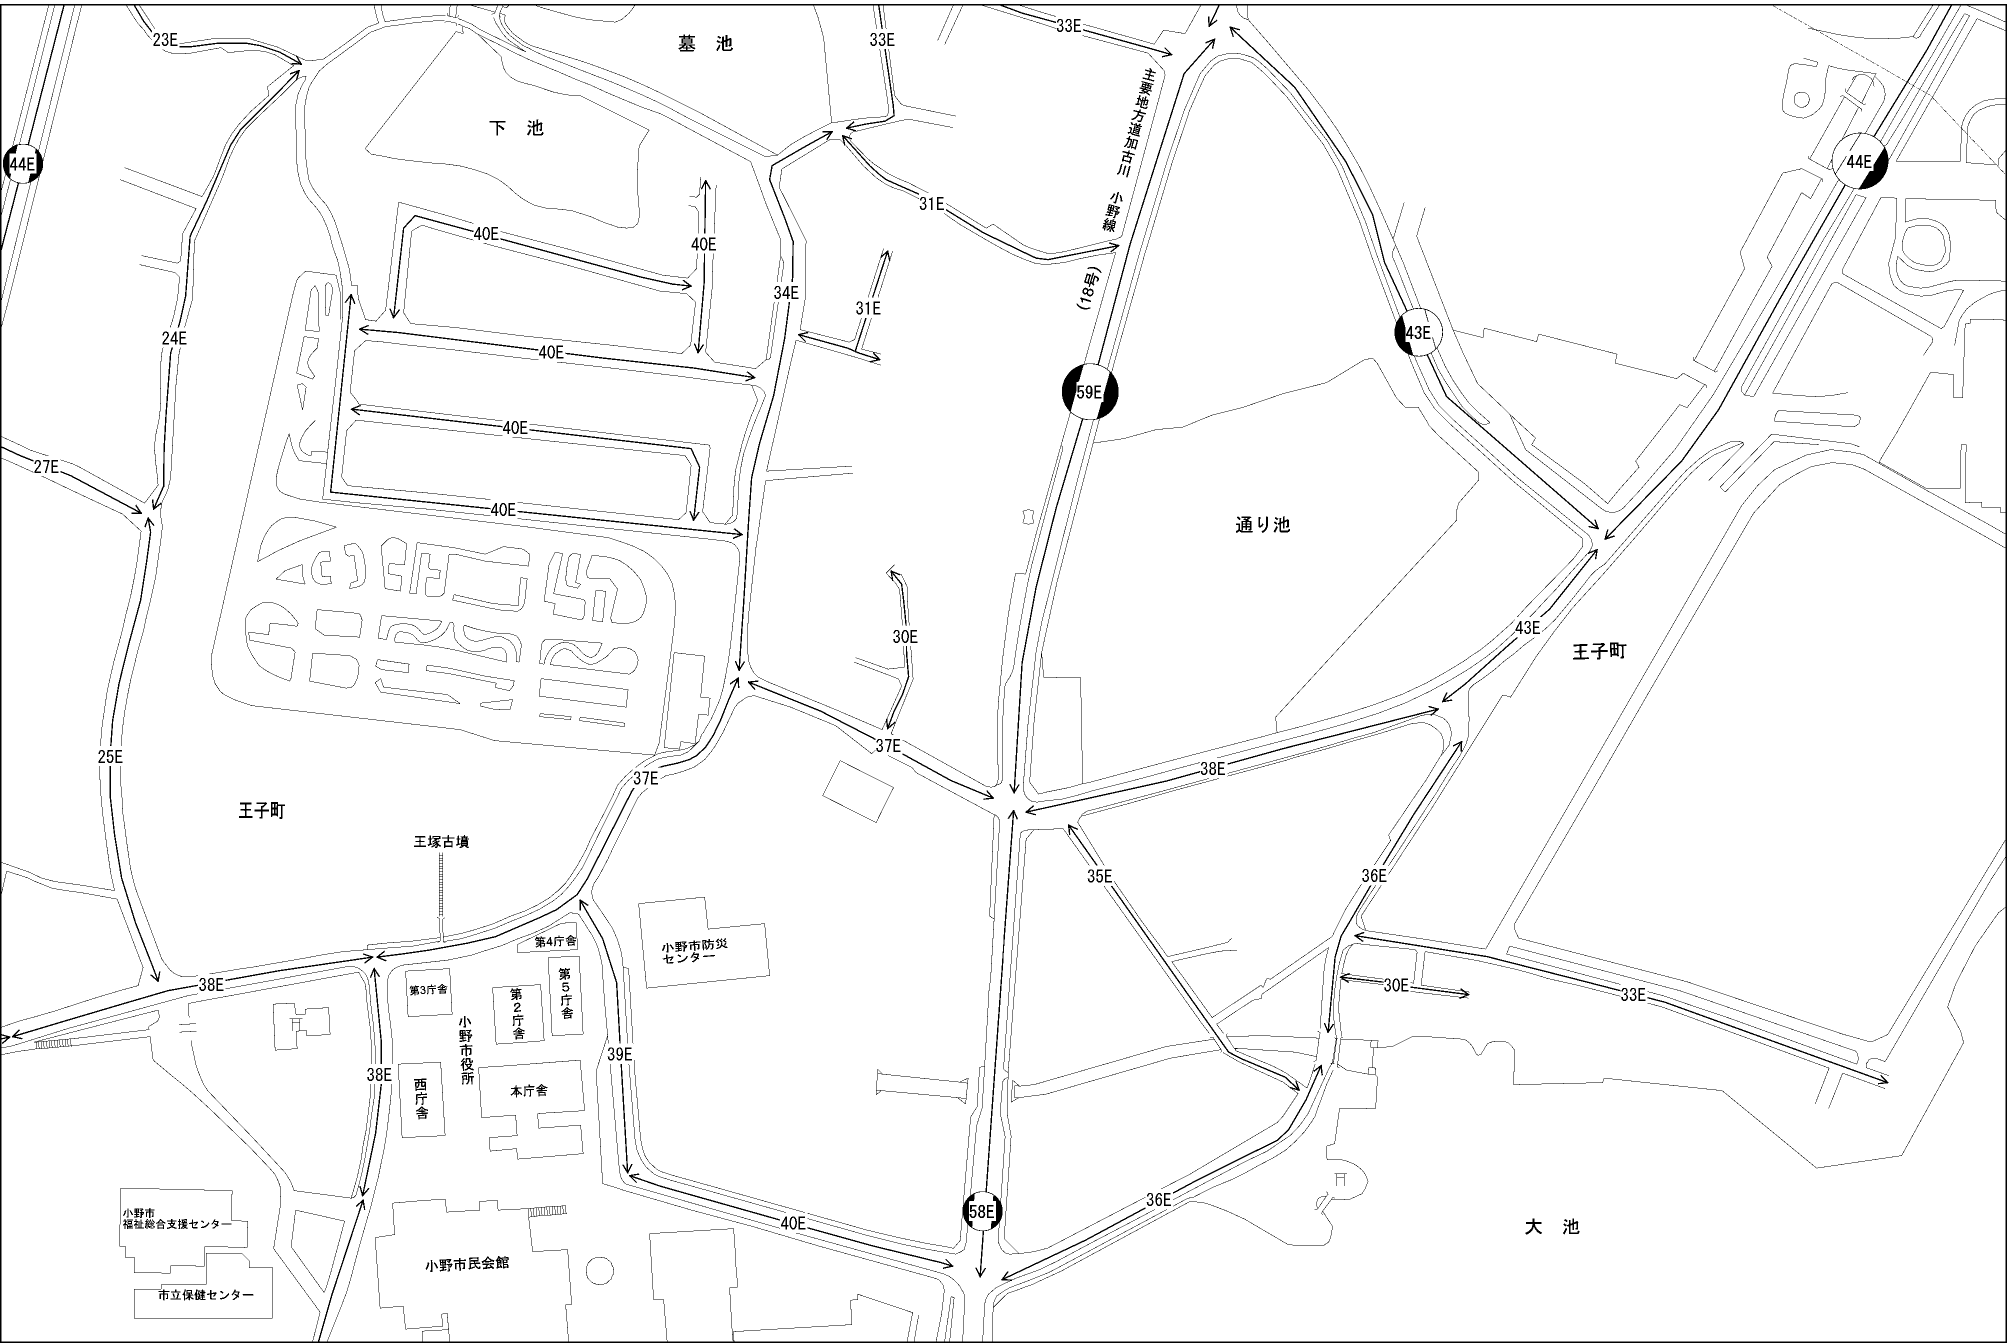 23E
墓 池
33E
33E
下 池
主要地方道加古川 小野線
(18号)
44E
44E
31E
40E
40E
34E
31E
24E
40E
43E
59E
40E
27E
40E
通り池
30E
43E
王子町
37E
25E
37E
38E
王子町
王塚古墳
35E
36E
第4庁舎
小野市防災
センター
38E
第3庁舎
第2庁舎
第5庁舎
小野市役所
30E
33E
39E
38E
西庁舎
本庁舎
36E
58E
40E
小野市
福祉総合支援センター
大 池
小野市民会館
市立保健センター